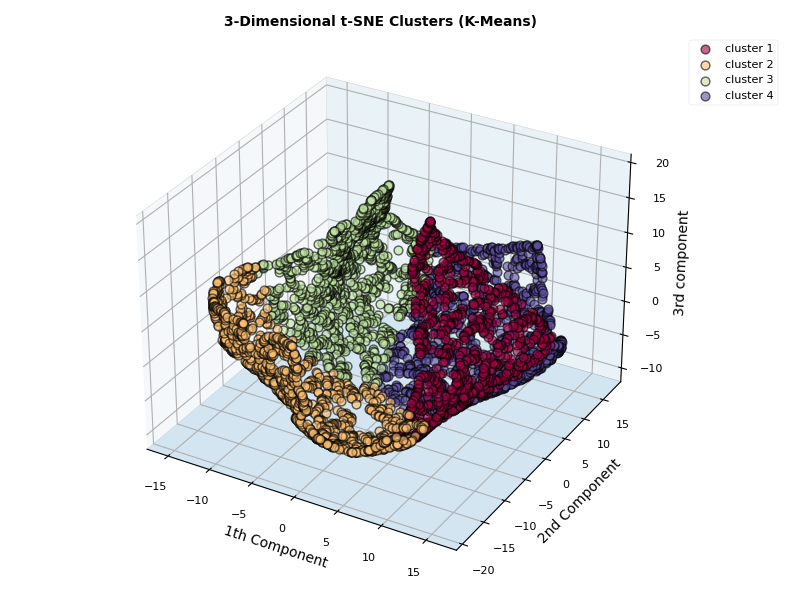 3-Dimensional t-SNE Clusters (K-Means)
cluster 1
cluster 2
cluster 3
cluster 4
20
15
10
5
0
−5
−10
3rd component
15
10
5
0
−5
−10
−15
−20
2nd Component
−15
−10
−5
0
5
10
15
1th Component